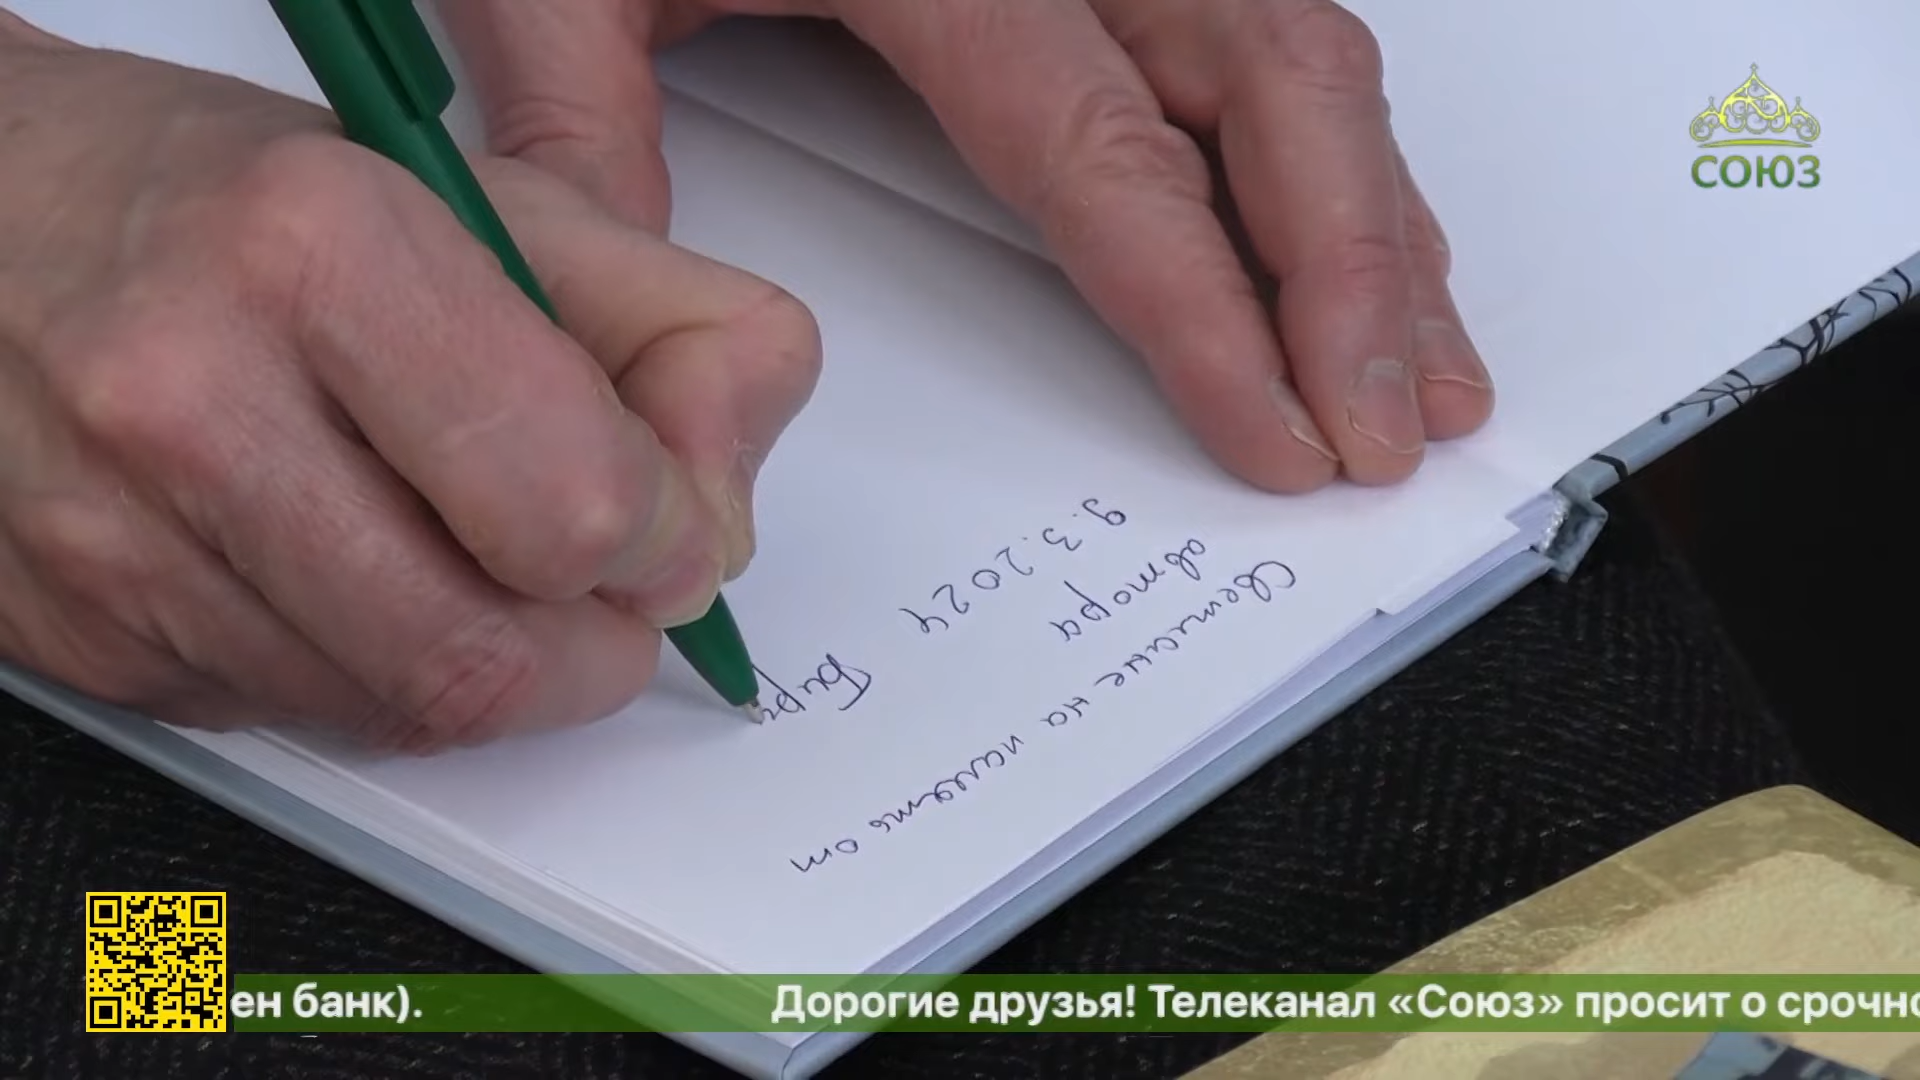 СОЮЗ
Светлане на память от
автора
9.3.2024
ен банк). Дорогие друзья! Телеканал «Союз» просит о срочно